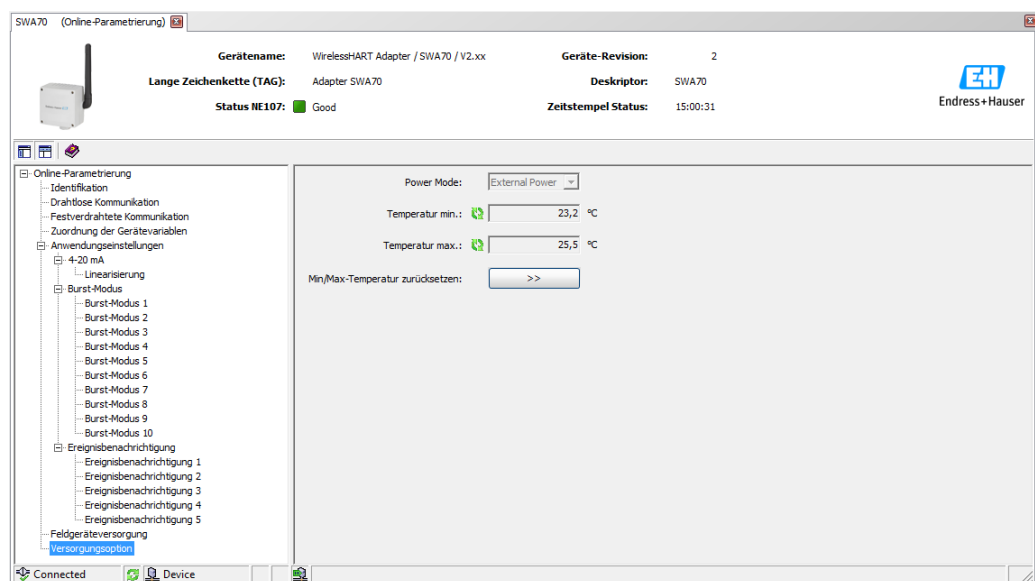 SWA70 (Online-Parametrierung)
Gerätename: WirelessHART Adapter / SWA70 / V2.xx Geräte-Revision: 2
Lange Zeichenkette (TAG): Adapter SWA70 Deskriptor: SWA70
Status NE107: Good Zeitstempel Status: 15:00:31
EH
Endress+Hauser
Online-Parametrierung
Identifikation
Drahtlose Kommunikation
Festverdrahtete Kommunikation
Zuordnung der Gerätevariablen
Anwendungseinstellungen
4-20 mA
Linearisierung
Burst-Modus
Burst-Modus 1
Burst-Modus 2
Burst-Modus 3
Burst-Modus 4
Burst-Modus 5
Burst-Modus 6
Burst-Modus 7
Burst-Modus 8
Burst-Modus 9
Burst-Modus 10
Ereignisbenachrichtigung
Ereignisbenachrichtigung 1
Ereignisbenachrichtigung 2
Ereignisbenachrichtigung 3
Ereignisbenachrichtigung 4
Ereignisbenachrichtigung 5
Feldgeräteversorgung
Versorgungsoption
Power Mode: External Power
Temperatur min.: 23,2 °C
Temperatur max.: 25,5 °C
Min/Max-Temperatur zurücksetzen: >>
Connected Device